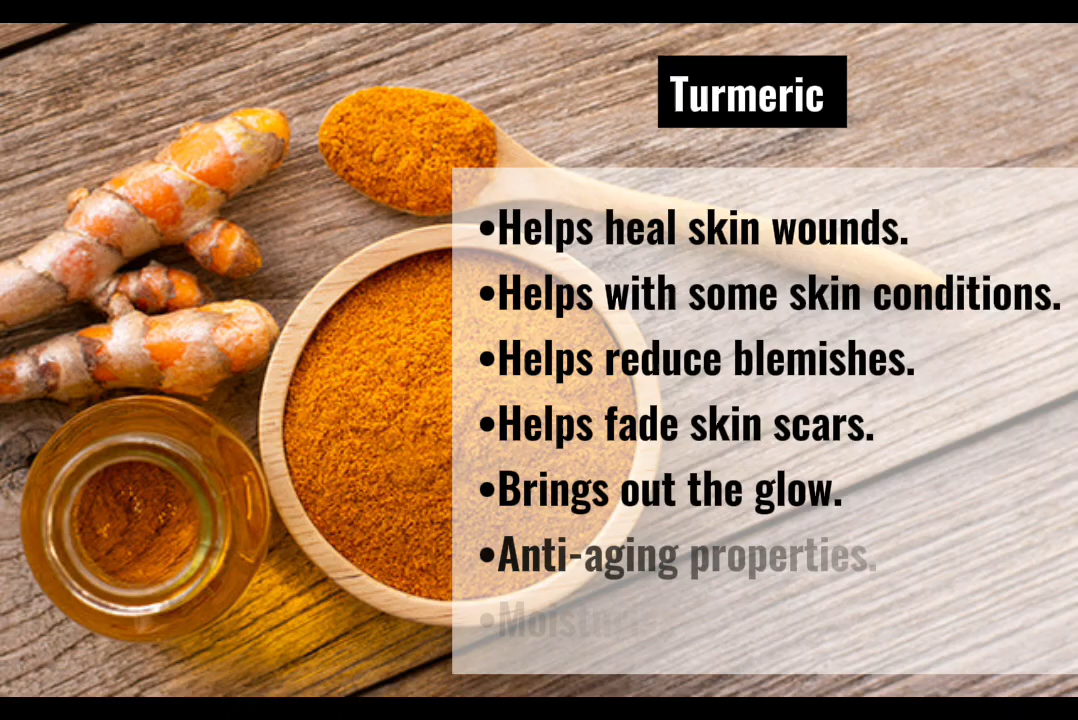 Turmeric
•Helps heal skin wounds.
•Helps with some skin conditions.
•Helps reduce blemishes.
•Helps fade skin scars.
•Brings out the glow.
•Anti-aging properties.